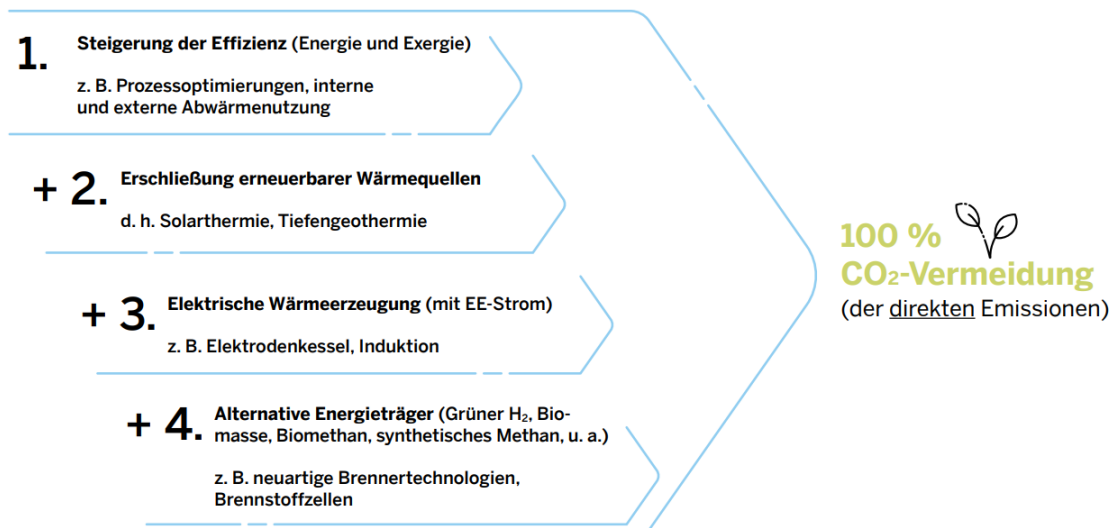 1. Steigerung der Effizienz (Energie und Exergie)
z. B. Prozessoptimierungen, interne
und externe Abwärmenutzung
+ 2. Erschließung erneuerbarer Wärmequellen
d. h. Solarthermie, Tiefengeothermie
+ 3. Elektrische Wärmeerzeugung (mit EE-Strom)
z. B. Elektrodenkessel, Induktion
+ 4. Alternative Energieträger (Grüner H₂, Bio-
masse, Biomethan, synthetisches Methan, u. a.)
z. B. neuartige Brennertechnologien,
Brennstoffzellen
100 %
CO₂-Vermeidung
(der direkten Emissionen)